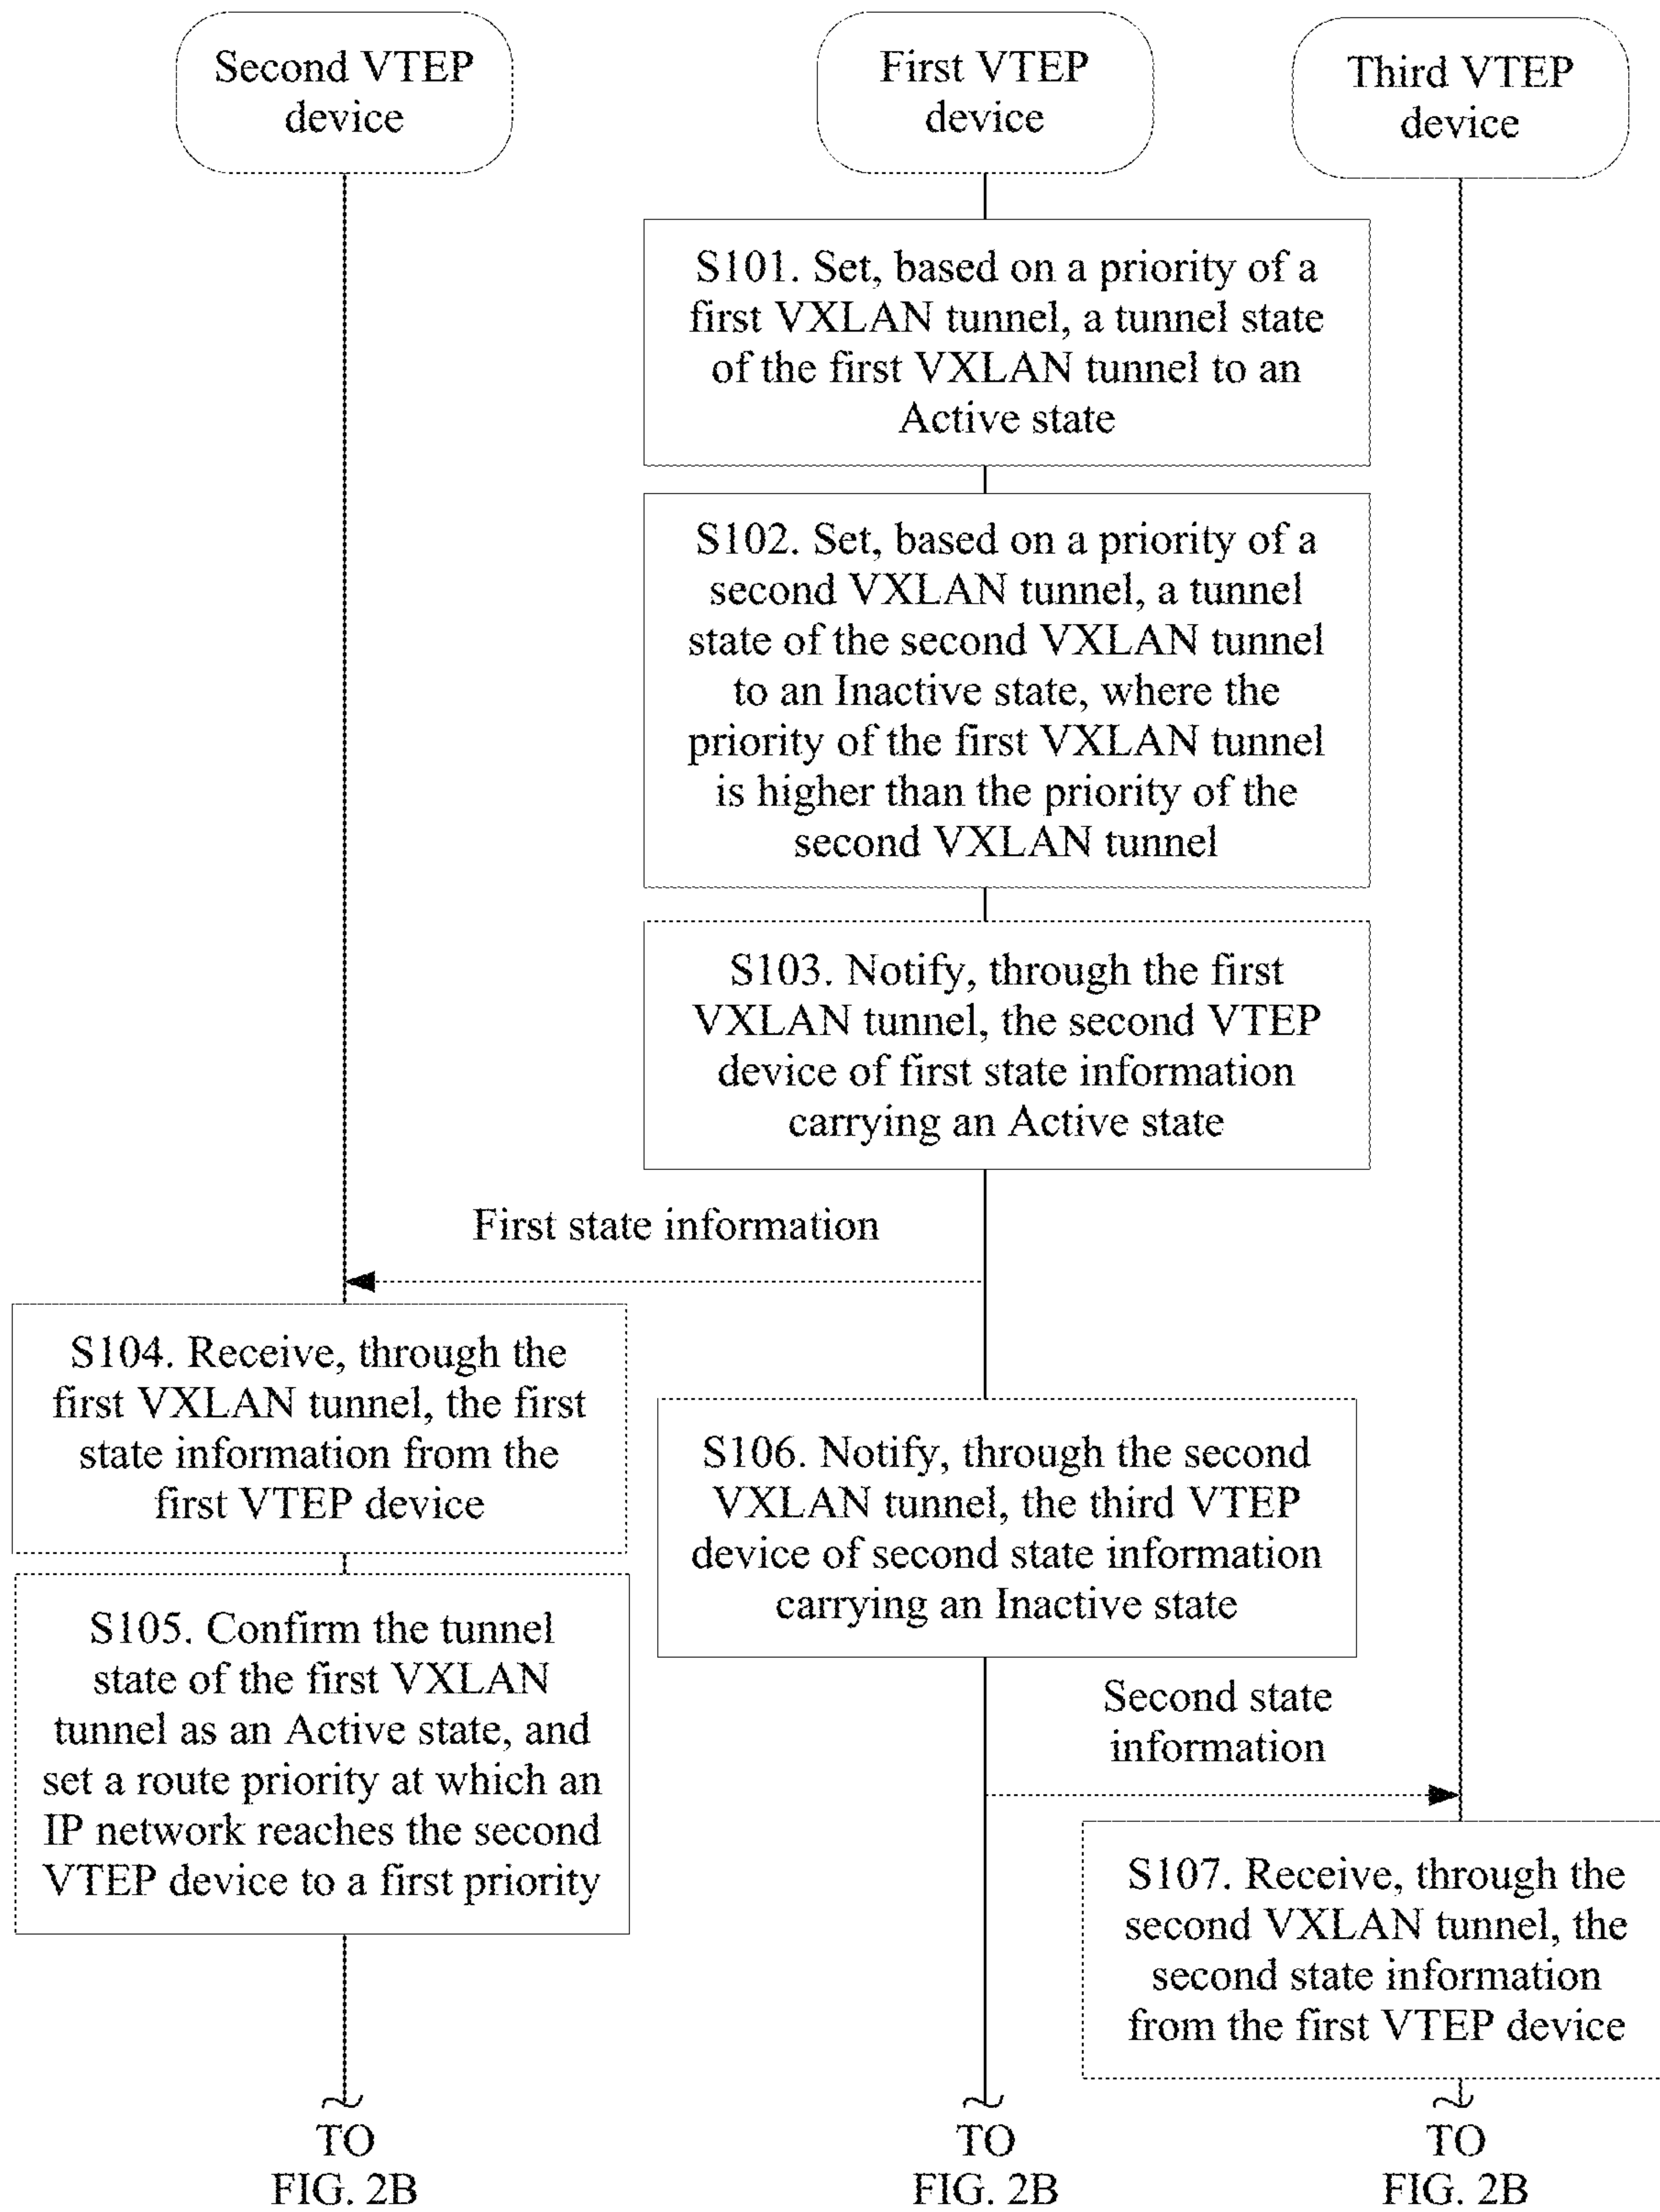 Second VTEP
device
First VTEP
device
Third VTEP
device
S101. Set, based on a priority of a
first VXLAN tunnel, a tunnel state
of the first VXLAN tunnel to an
Active state
S102. Set, based on a priority of a
second VXLAN tunnel, a tunnel
state of the second VXLAN tunnel
to an Inactive state, where the
priority of the first VXLAN tunnel
is higher than the priority of the
second VXLAN tunnel
S103. Notify, through the first
VXLAN tunnel, the second VTEP
device of first state information
carrying an Active state
First state information
S104. Receive, through the
first VXLAN tunnel, the first
state information from the
first VTEP device
S105. Confirm the tunnel
state of the first VXLAN
tunnel as an Active state, and
set a route priority at which an
IP network reaches the second
VTEP device to a first priority
S106. Notify, through the second
VXLAN tunnel, the third VTEP
device of second state information
carrying an Inactive state
Second state
information
S107. Receive, through the
second VXLAN tunnel, the
second state information
from the first VTEP device
TO
FIG. 2B
TO
FIG. 2B
TO
FIG. 2B